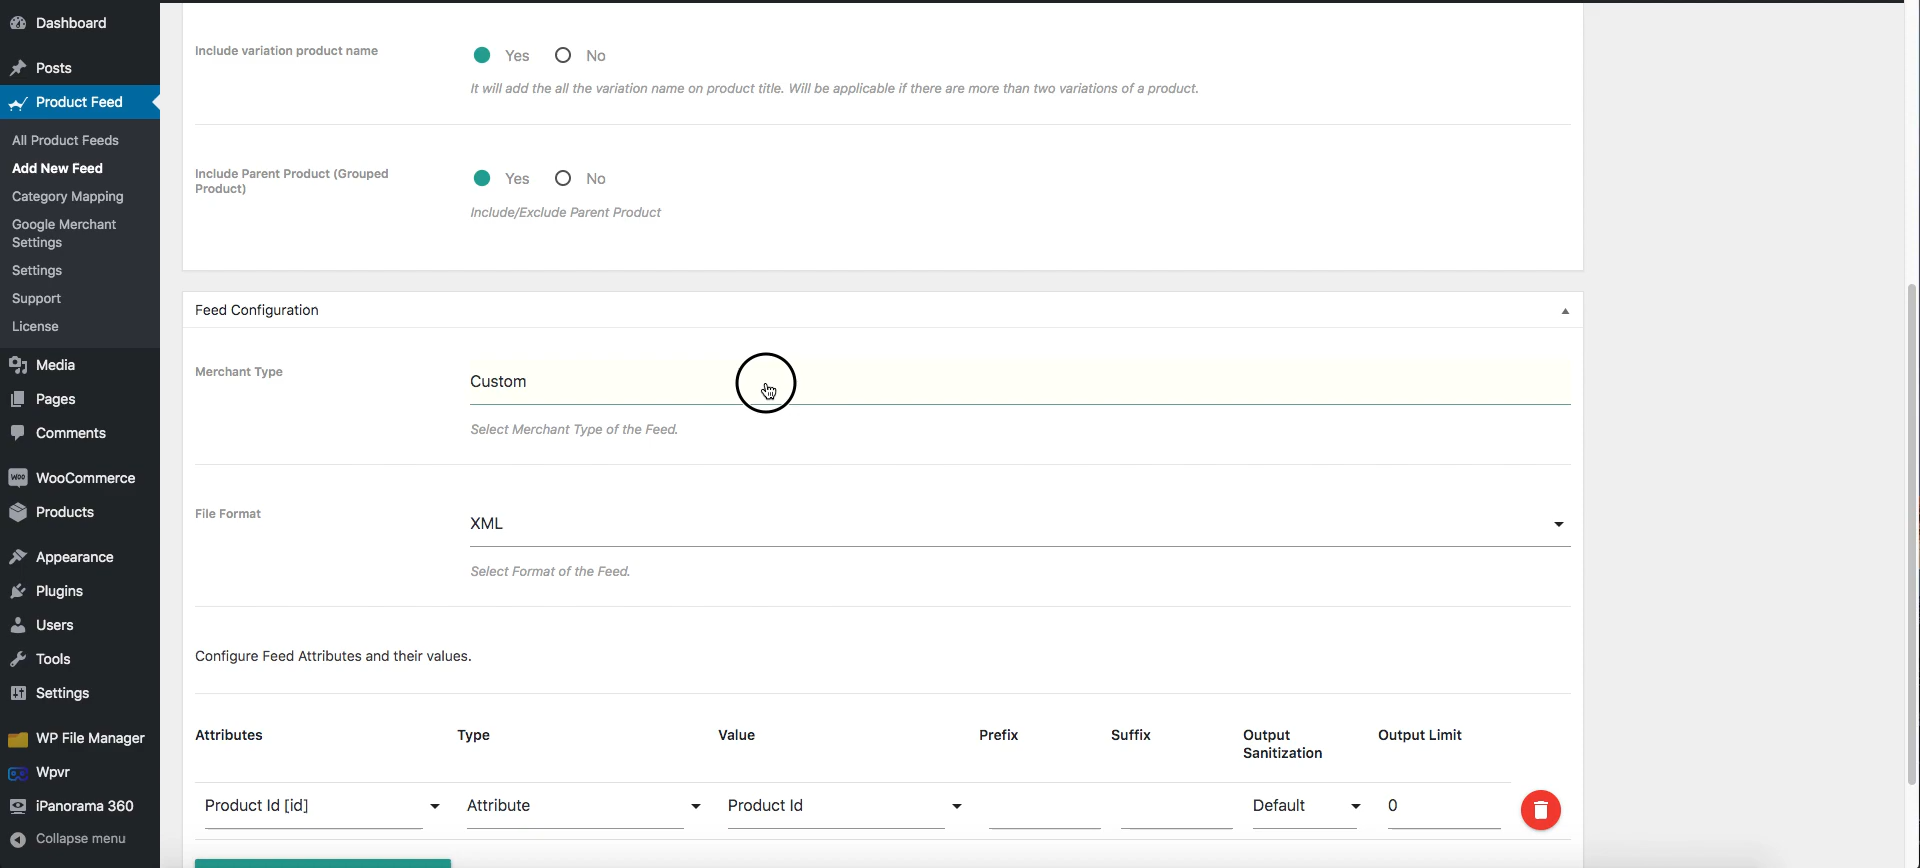 Dashboard
Posts
Product Feed
All Product Feeds
Add New Feed
Category Mapping
Google Merchant
Settings
Settings
Support
License
Media
Pages
Comments
WooCommerce
Products
Appearance
Plugins
Users
Tools
Settings
WP File Manager
Wpvr
iPanorama 360
Collapse menu
Include variation product name
Yes No
It will add the all the variation name on product title. Will be applicable if there are more than two variations of a product.
Include Parent Product (Grouped
Product)
Yes No
Include/Exclude Parent Product
Feed Configuration
Merchant Type
Custom
Select Merchant Type of the Feed.
File Format
XML
Select Format of the Feed.
Configure Feed Attributes and their values.
Attributes Type Value Prefix Suffix Output Output Limit
Sanitization
Product Id [id] Attribute Product Id Default 0